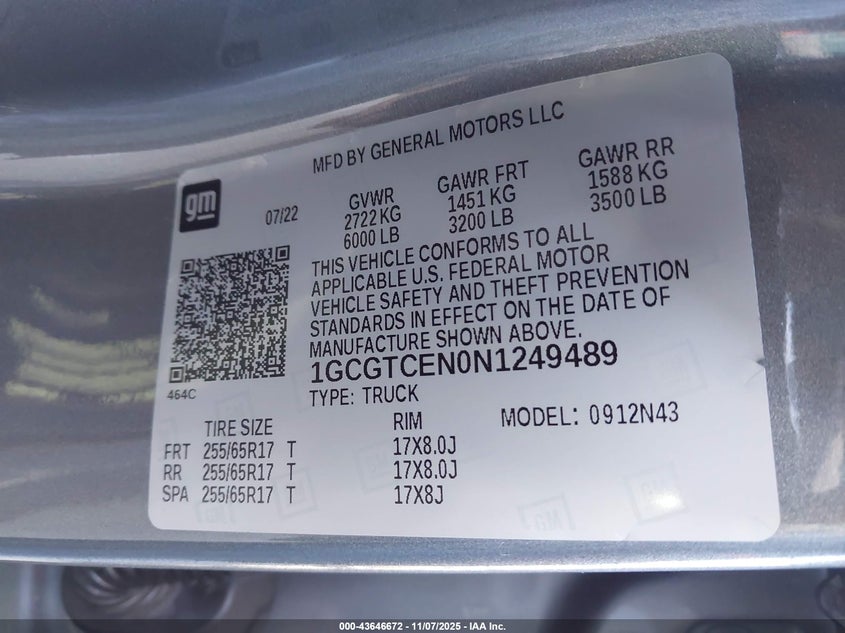 MFD BY GENERAL MOTORS LLC
gm
07/22
GVWR GAWR FRT GAWR RR
2722 KG 1451 KG 1588 KG
6000 LB 3200 LB 3500 LB
THIS VEHICLE CONFORMS TO ALL
APPLICABLE U.S. FEDERAL MOTOR
VEHICLE SAFETY AND THEFT PREVENTION
STANDARDS IN EFFECT ON THE DATE OF
MANUFACTURE SHOWN ABOVE.
1GCGTCEN0N1249489
464C
TYPE: TRUCK
TIRE SIZE RIM MODEL: 0912N43
FRT 255/65R17 T 17X8.0J
RR 255/65R17 T 17X8.0J
SPA 255/65R17 T 17X8J
GM
000-43646672 — 11/07/2025 — IAA Inc.